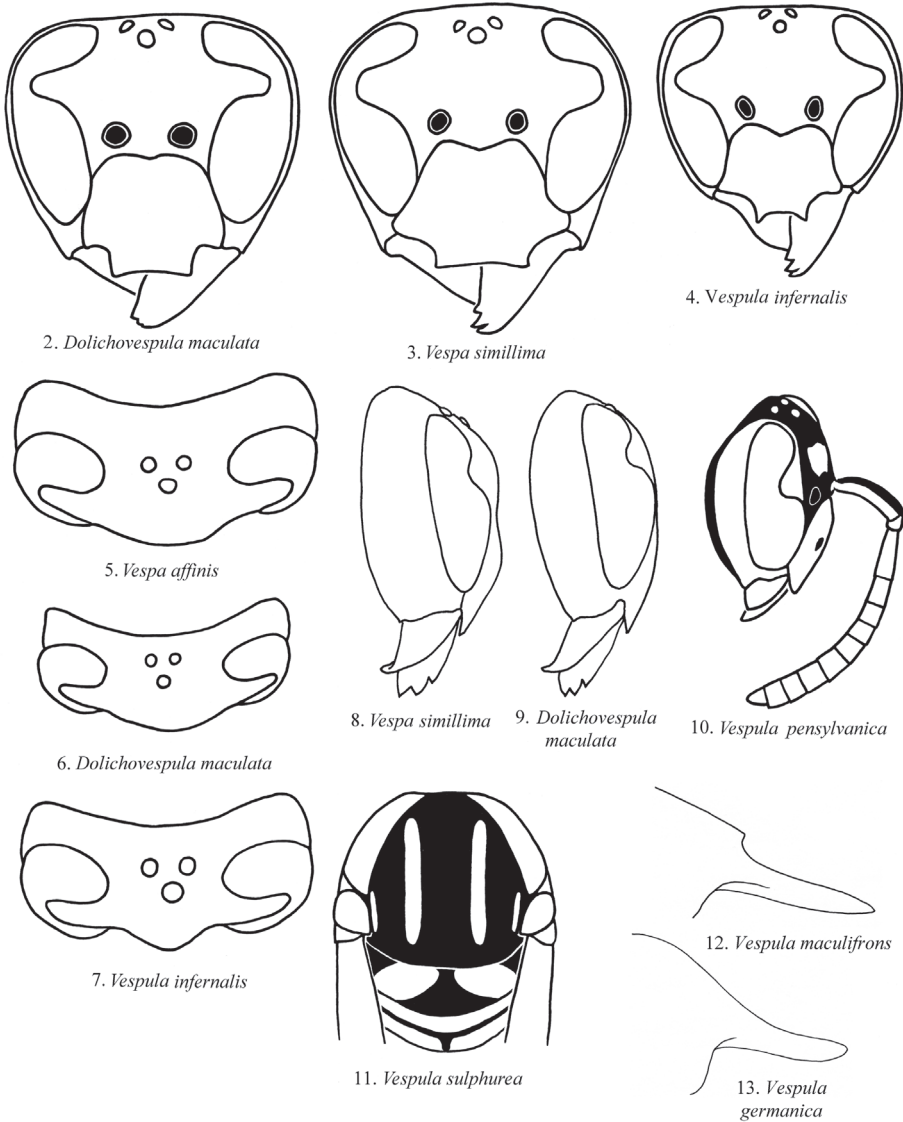 2. Dolichovespula maculata
3. Vespa simillima
4. Vespula infernalis
5. Vespa affinis
6. Dolichovespula maculata
7. Vespula infernalis
8. Vespa simillima
9. Dolichovespula
maculata
10. Vespula pensylvanica
11. Vespula sulphurea
12. Vespula maculifrons
13. Vespula
germanica